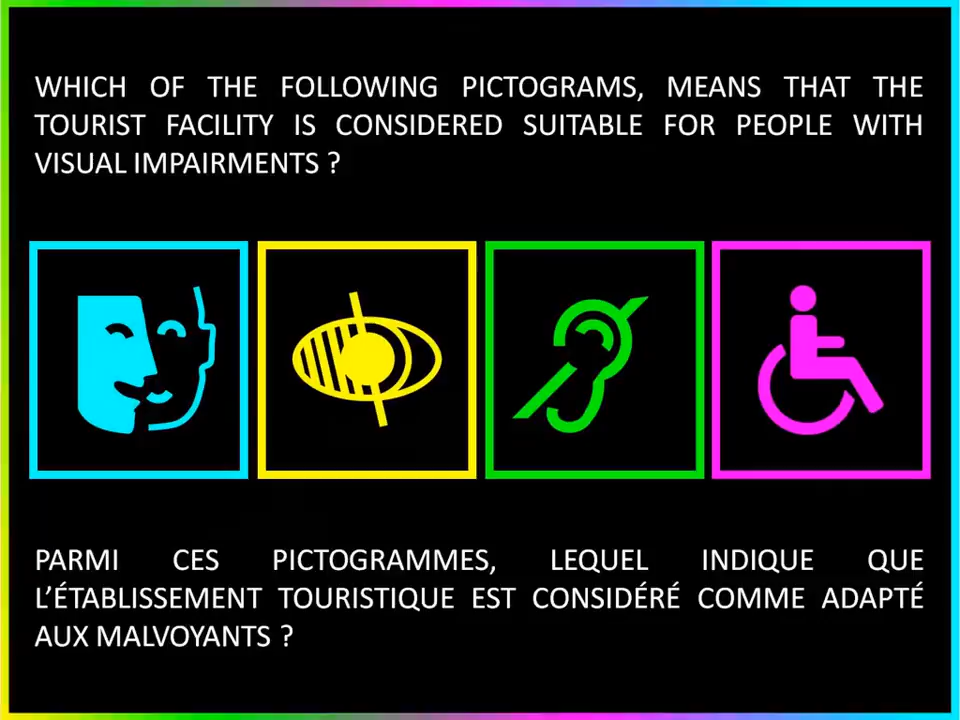 WHICH OF THE FOLLOWING PICTOGRAMS, MEANS THAT THE
TOURIST FACILITY IS CONSIDERED SUITABLE FOR PEOPLE WITH
VISUAL IMPAIRMENTS ?
PARMI CES PICTOGRAMMES, LEQUEL INDIQUE QUE
L’ÉTABLISSEMENT TOURISTIQUE EST CONSIDÉRÉ COMME ADAPTÉ
AUX MALVOYANTS ?